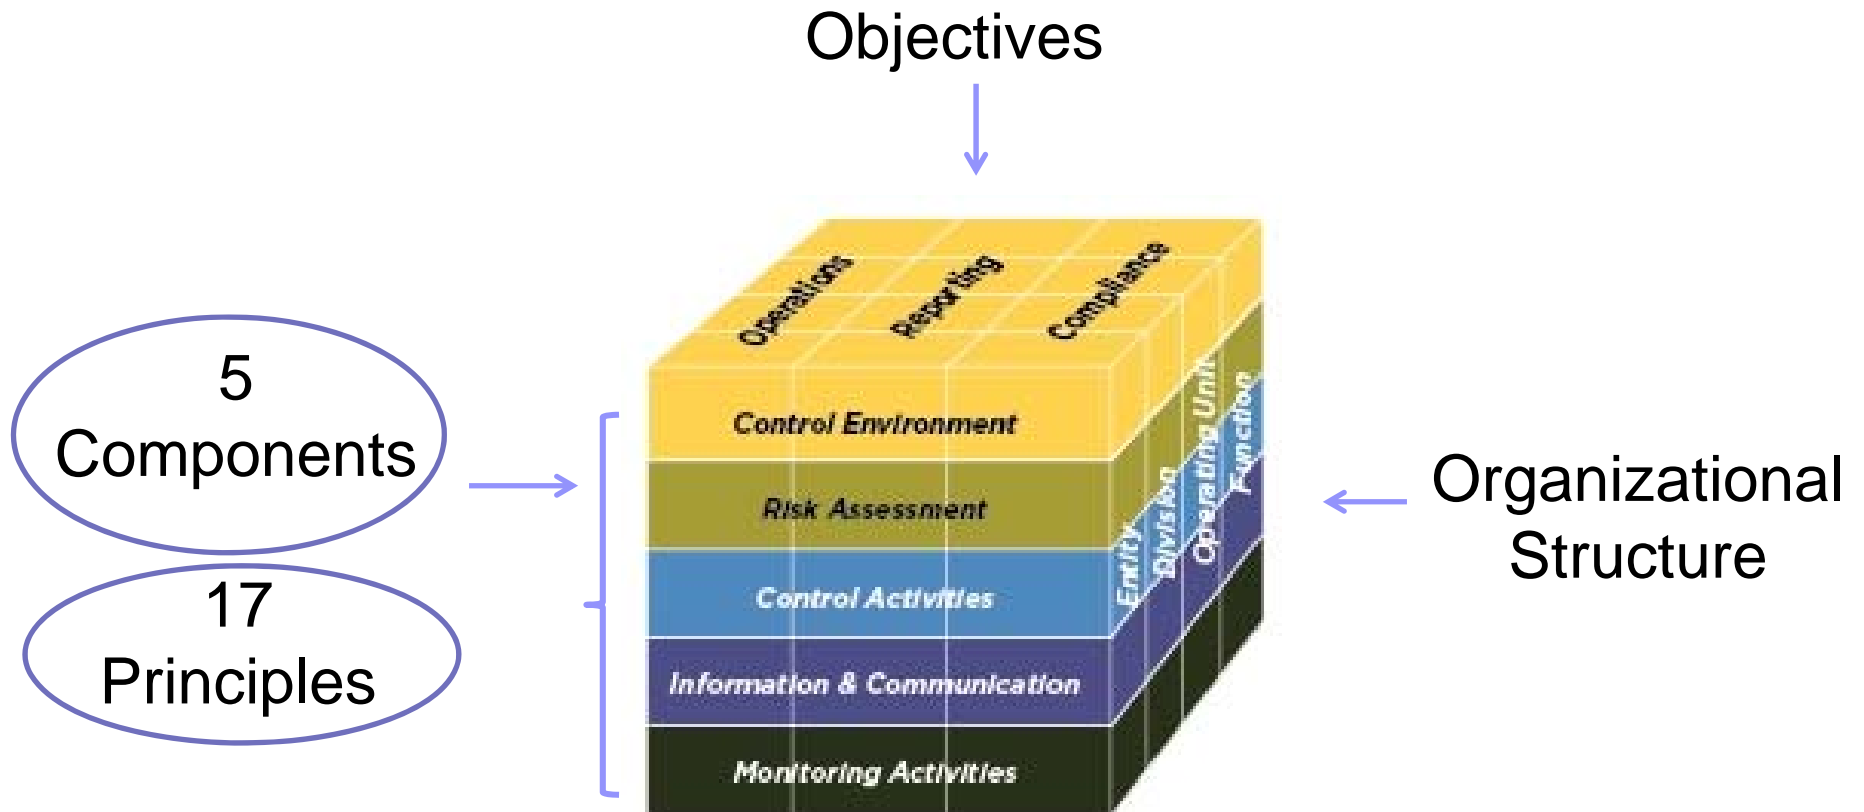 Objectives
Operations
Reporting
Compliance
5
Components
17
Principles
Control Environment
Risk Assessment
Control Activities
Information & Communication
Monitoring Activities
Entity
Division
Operating Unit
Function
Organizational
Structure